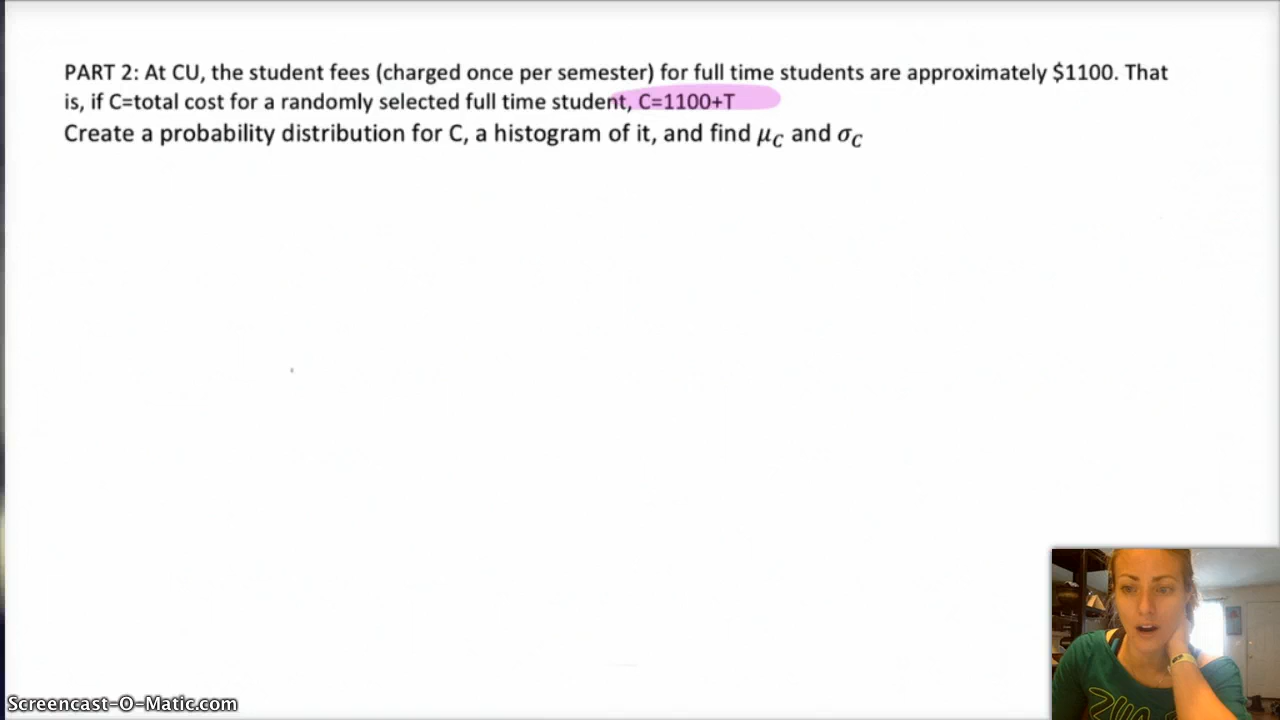 PART 2: At CU, the student fees (charged once per semester) for full time students are approximately $1100. That
is, if C=total cost for a randomly selected full time student, C=1100+T
Create a probability distribution for C, a histogram of it, and find μC and σC
Screencast-O-Matic.com